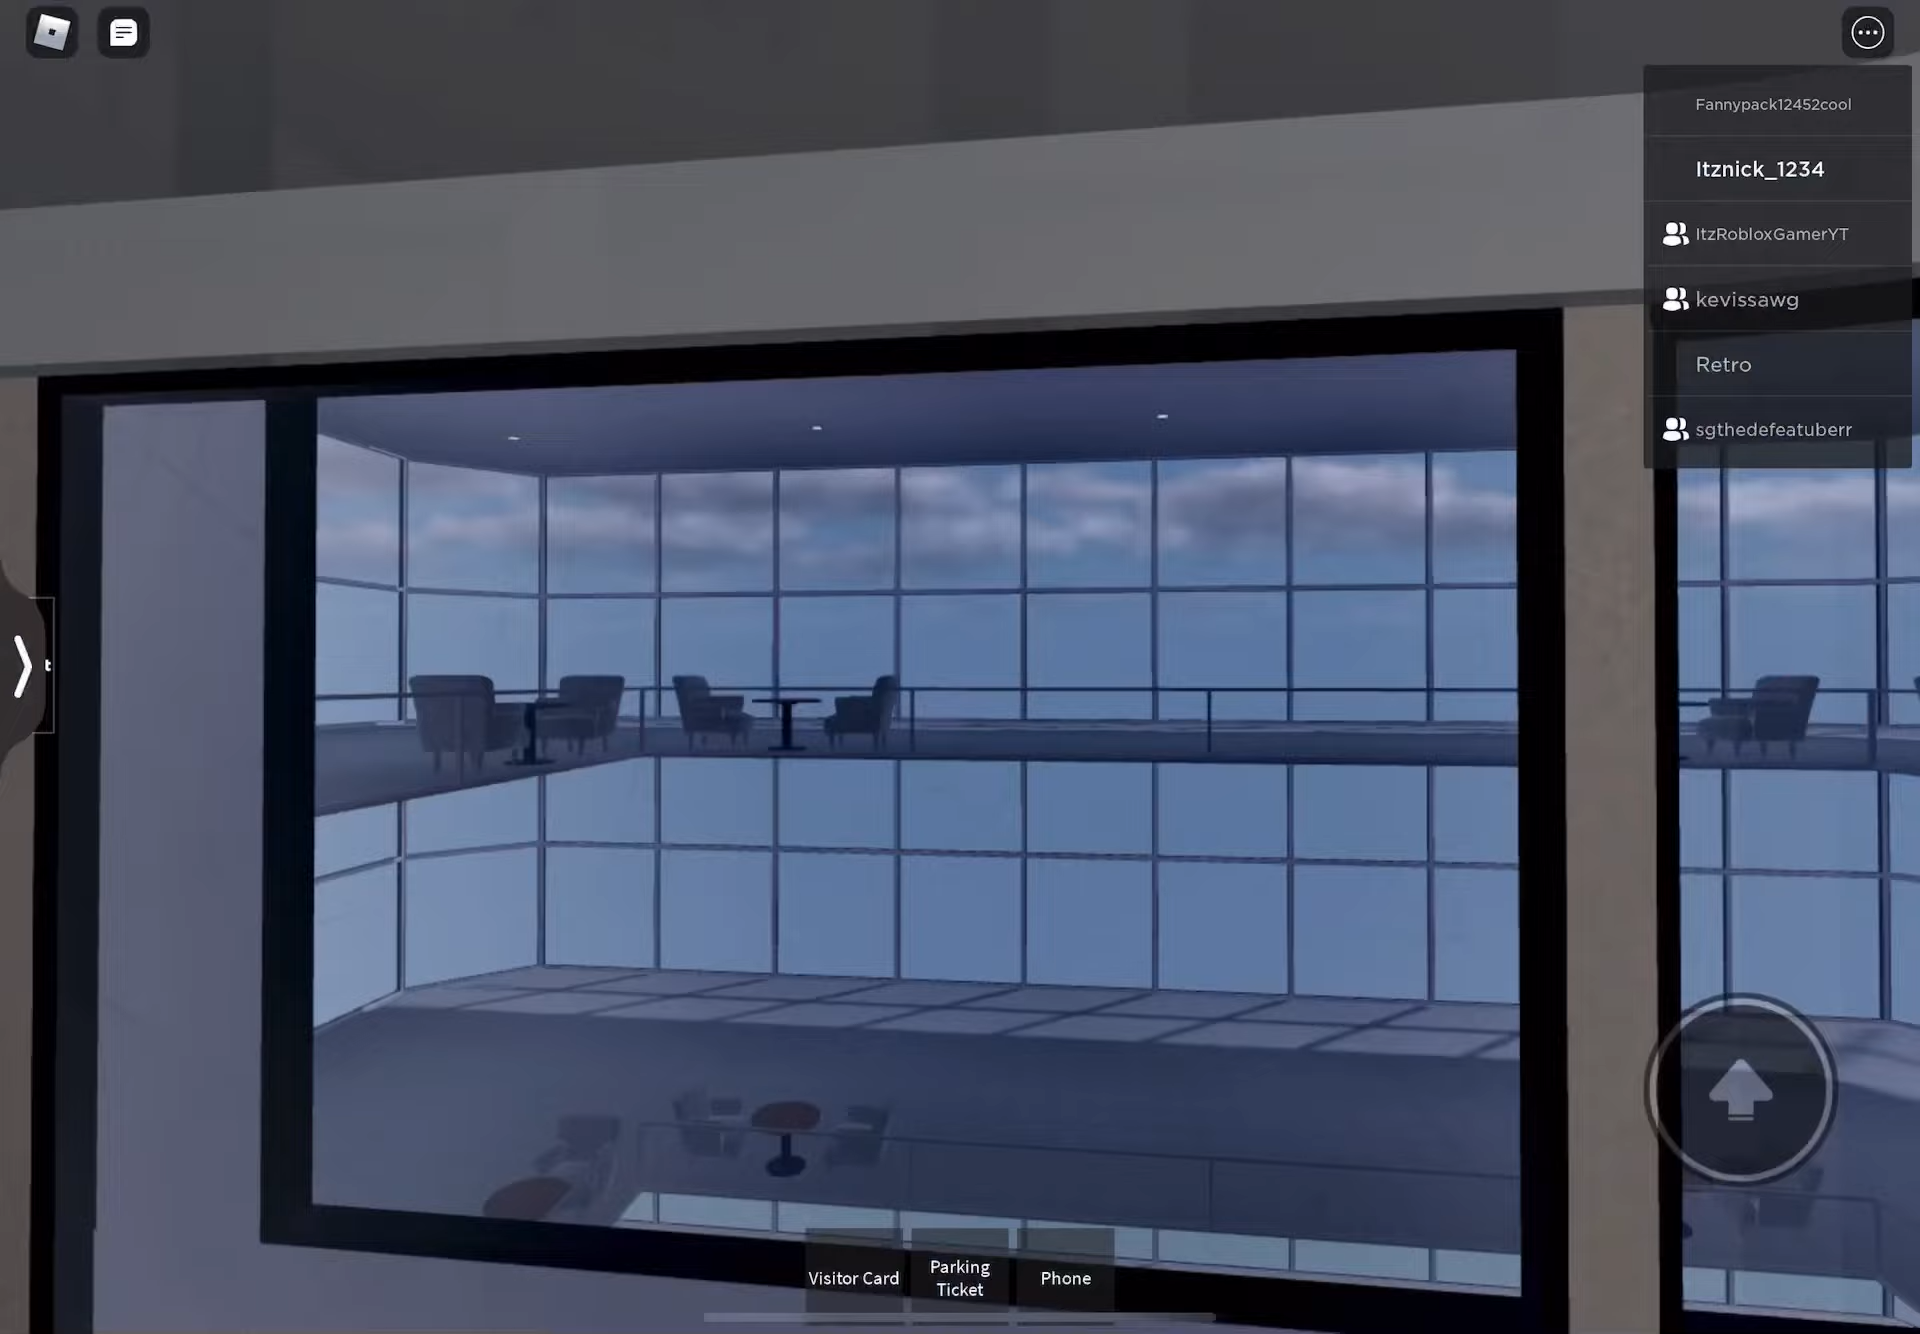 Fannypack12452cool
Itznick_1234
ItzRobloxGamerYT
kevissawg
Retro
sgthedefeatuberr
t
Visitor Card
Parking
Ticket
Phone